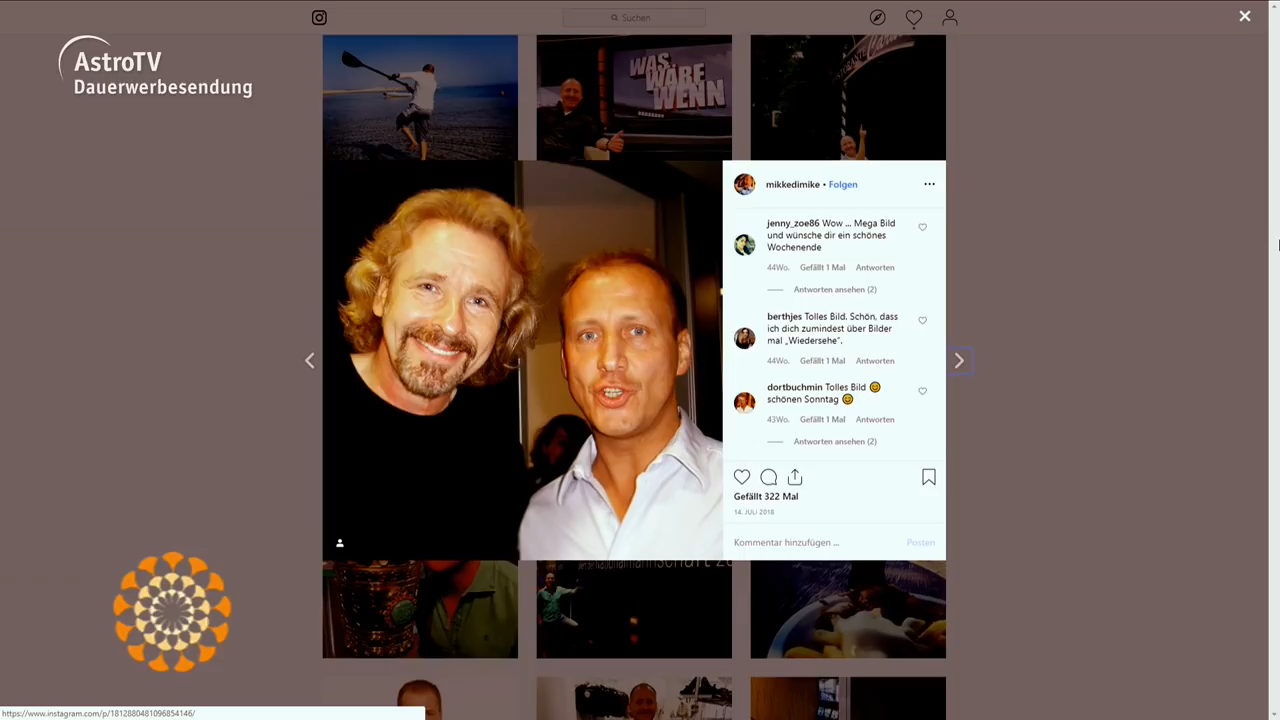 Suchen
AstroTV
Dauerwerbesendung
WAS
WÄRE
WENN
mikkedimike • Folgen
jenny_zoe86 Wow ... Mega Bild
und wünsche dir ein schönes
Wochenende
44Wo. Gefällt 1 Mal Antworten
Antworten ansehen (2)
berthjes Tolles Bild. Schön, dass
ich dich zumindest über Bilder
mal „Wiedersehe“.
44Wo. Gefällt 1 Mal Antworten
dortbuchmin Tolles Bild 😊
schönen Sonntag 😊
43Wo. Gefällt 1 Mal Antworten
Antworten ansehen (2)
Gefällt 322 Mal
14. JULI 2018
Kommentar hinzufügen ...
Posten
https://www.instagram.com/p/1812880481096854146/